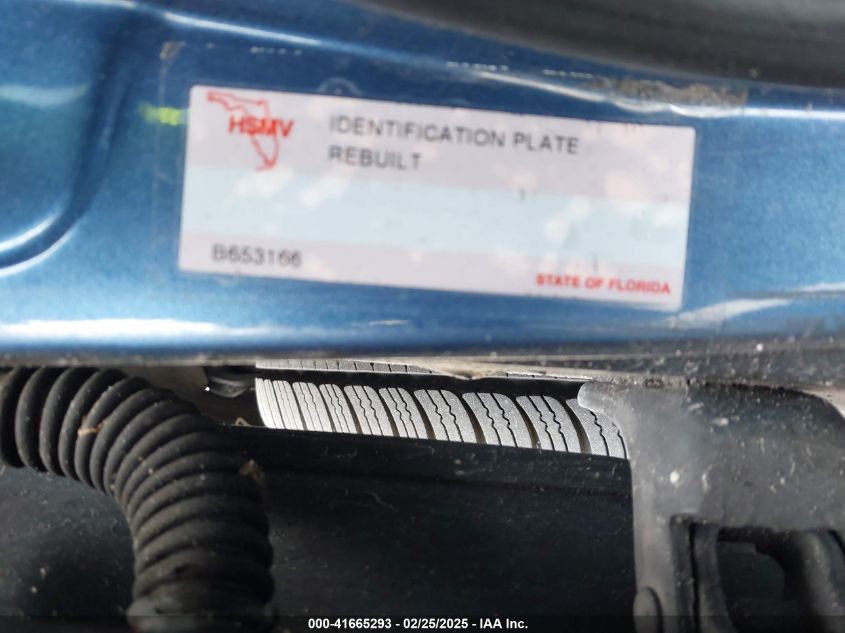 HSMV
IDENTIFICATION PLATE
REBUILT
B653166
STATE OF FLORIDA
000-41665293 - 02/25/2025 - IAA Inc.